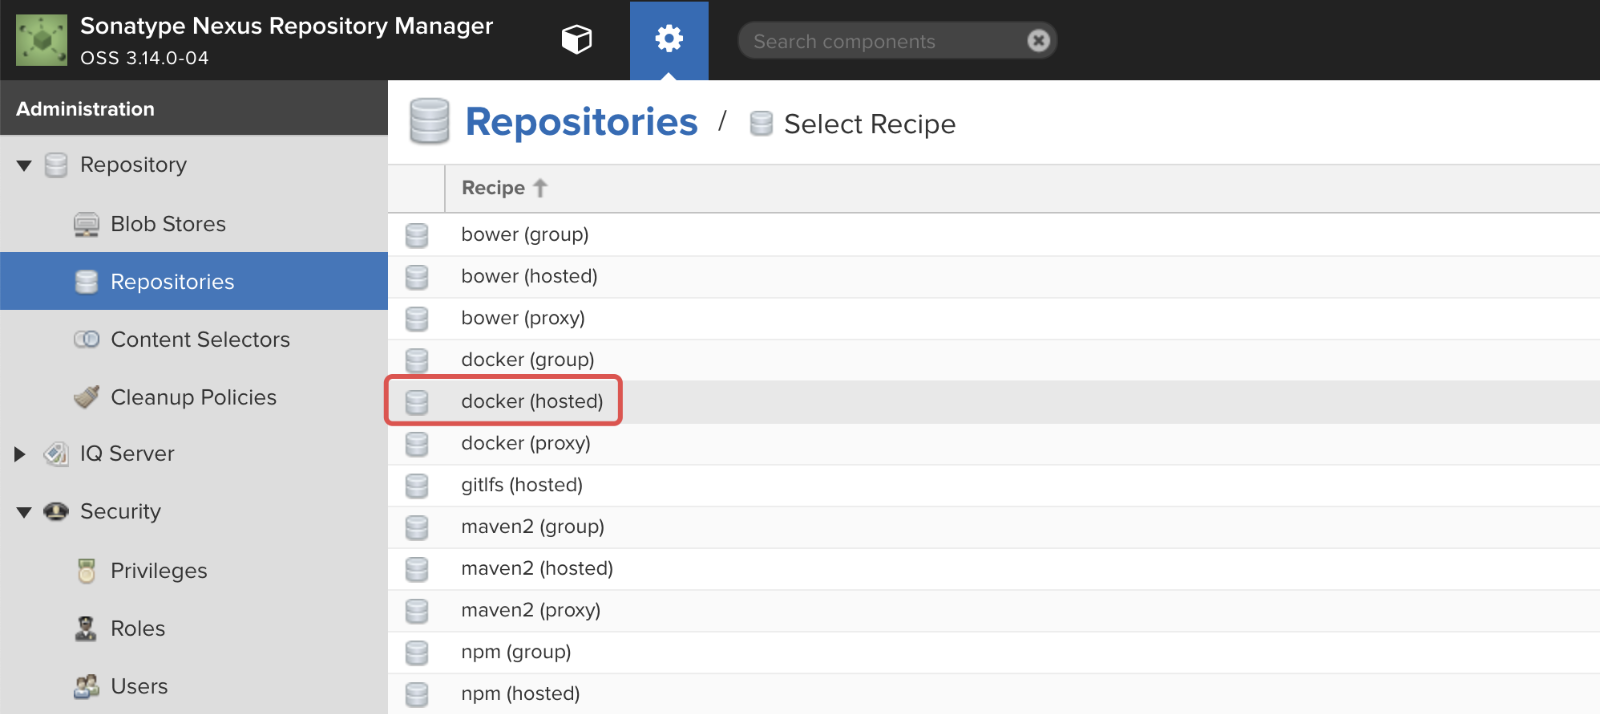 Sonatype Nexus Repository Manager
OSS 3.14.0-04
Search components
Administration
Repository
Blob Stores
Repositories
Content Selectors
Cleanup Policies
IQ Server
Security
Privileges
Roles
Users
Repositories / Select Recipe
Recipe
bower (group)
bower (hosted)
bower (proxy)
docker (group)
docker (hosted)
docker (proxy)
gitlfs (hosted)
maven2 (group)
maven2 (hosted)
maven2 (proxy)
npm (group)
npm (hosted)